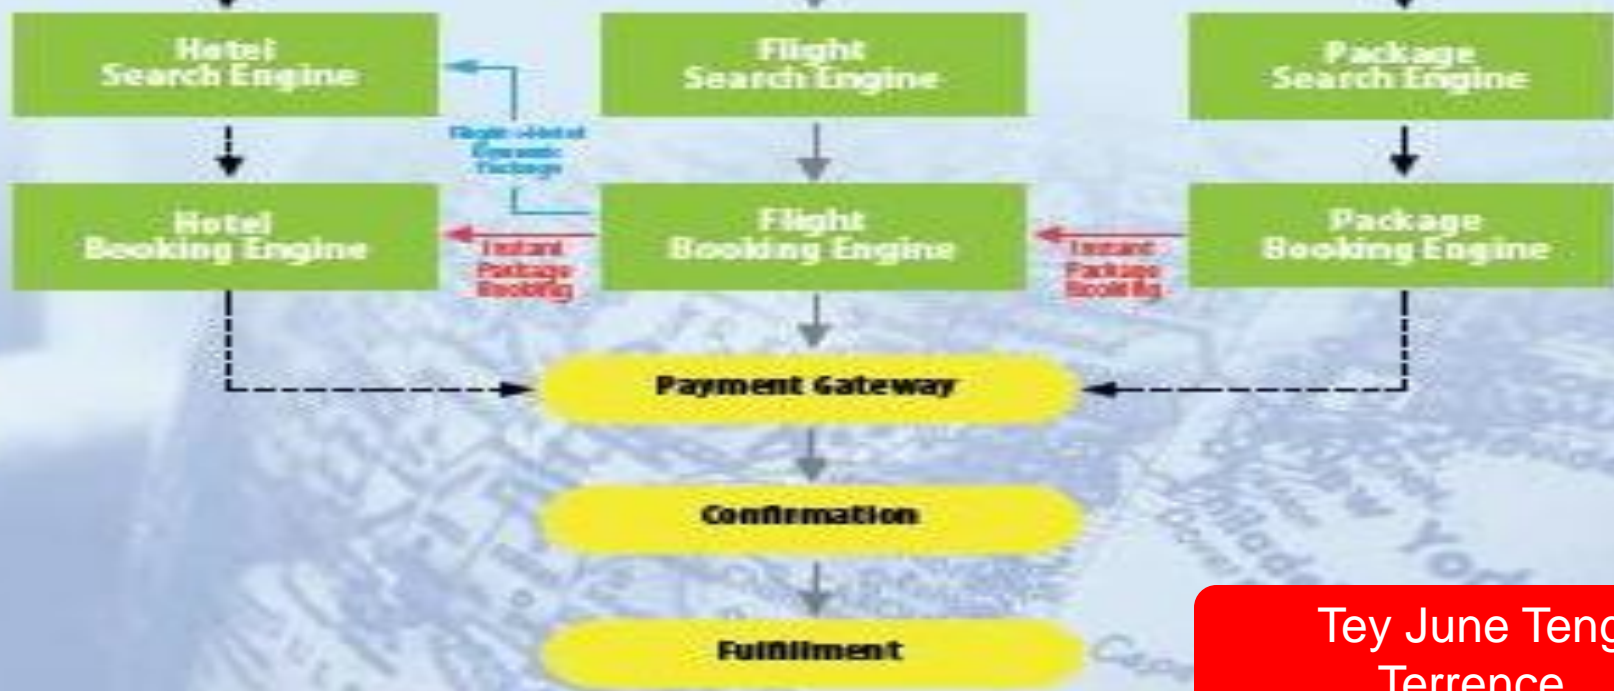 Hotel
Search Engine
Flight
Search Engine
Package
Search Engine
Flight+Hotel
Dynamic
Package
Hotel
Booking Engine
Instant
Package
Booking
Flight
Booking Engine
Instant
Package
Booking
Package
Booking Engine
Payment Gateway
Confirmation
Fulfillment
Tey June Teng
Terrence